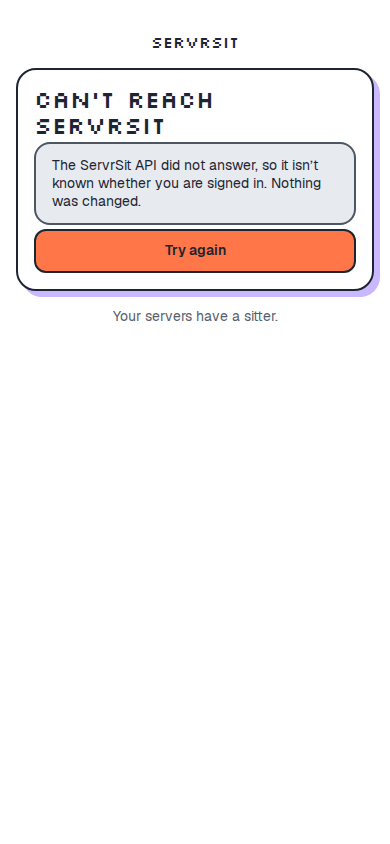 SERVRSIT
CAN'T REACH
SERVRSIT
The ServrSit API did not answer, so it isn't
known whether you are signed in. Nothing
was changed.
Try again
Your servers have a sitter.